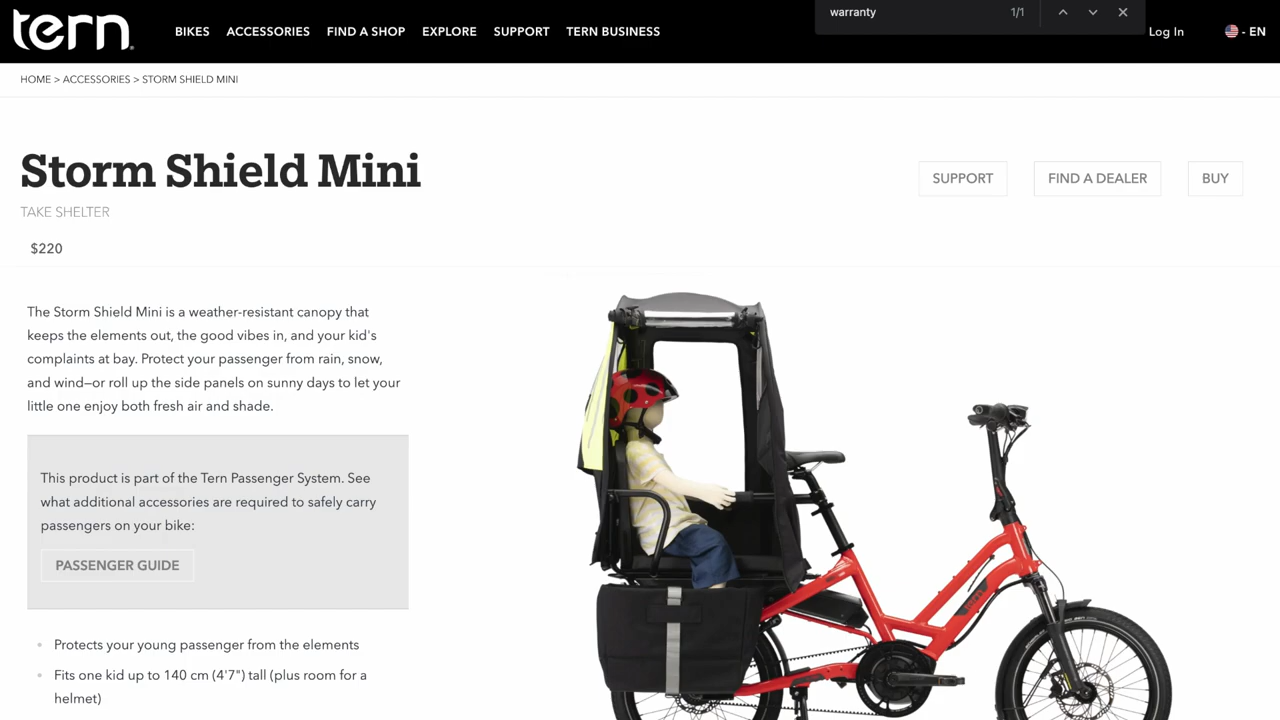 tern
BIKES ACCESSORIES FIND A SHOP EXPLORE SUPPORT TERN BUSINESS
warranty 1/1
Log In
- EN
HOME > ACCESSORIES > STORM SHIELD MINI
Storm Shield Mini
TAKE SHELTER
$220
SUPPORT
FIND A DEALER
BUY
The Storm Shield Mini is a weather-resistant canopy that
keeps the elements out, the good vibes in, and your kid's
complaints at bay. Protect your passenger from rain, snow,
and wind—or roll up the side panels on sunny days to let your
little one enjoy both fresh air and shade.
This product is part of the Tern Passenger System. See
what additional accessories are required to safely carry
passengers on your bike:
PASSENGER GUIDE
• Protects your young passenger from the elements
• Fits one kid up to 140 cm (4'7") tall (plus room for a
helmet)